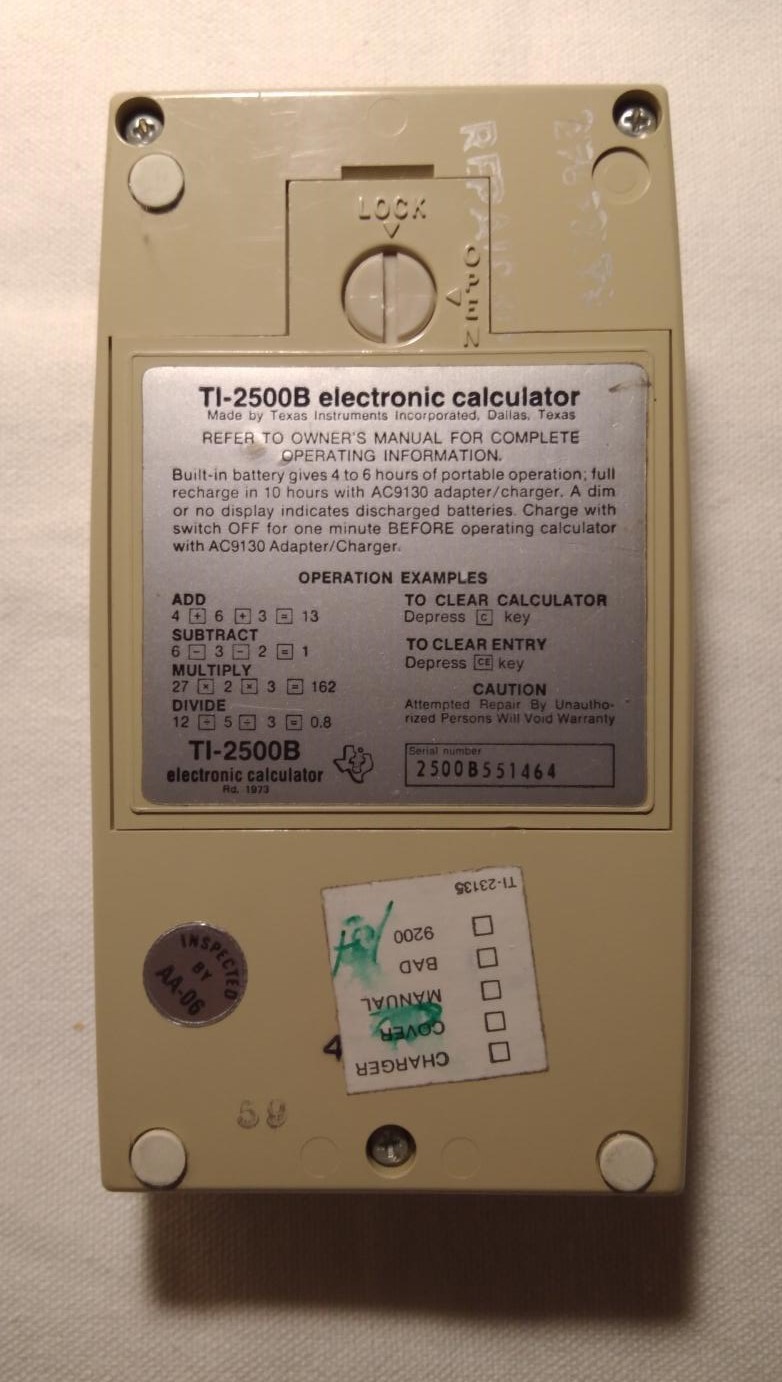 LOCK
OPEN
TI-2500B electronic calculator
Made by Texas Instruments Incorporated, Dallas, Texas
REFER TO OWNER'S MANUAL FOR COMPLETE
OPERATING INFORMATION.
Built-in battery gives 4 to 6 hours of portable operation; full
recharge in 10 hours with AC9130 adapter/charger. A dim
or no display indicates discharged batteries. Charge with
switch OFF for one minute BEFORE operating calculator
with AC9130 Adapter/Charger.
OPERATION EXAMPLES
ADD
4 + 6 + 3 = 13
SUBTRACT
6 − 3 − 2 = 1
MULTIPLY
27 × 2 × 3 = 162
DIVIDE
12 ÷ 5 ÷ 3 = 0.8
TO CLEAR CALCULATOR
Depress C key
TO CLEAR ENTRY
Depress CE key
CAUTION
Attempted Repair By Unautho-
rized Persons Will Void Warranty
TI-2500B
electronic calculator
Rd. 1973
Serial number
2500B551464
INSPECTED
BY
AA-06
CHARGER
COVER
MANUAL
BAD
9200
TI-23135
4
59